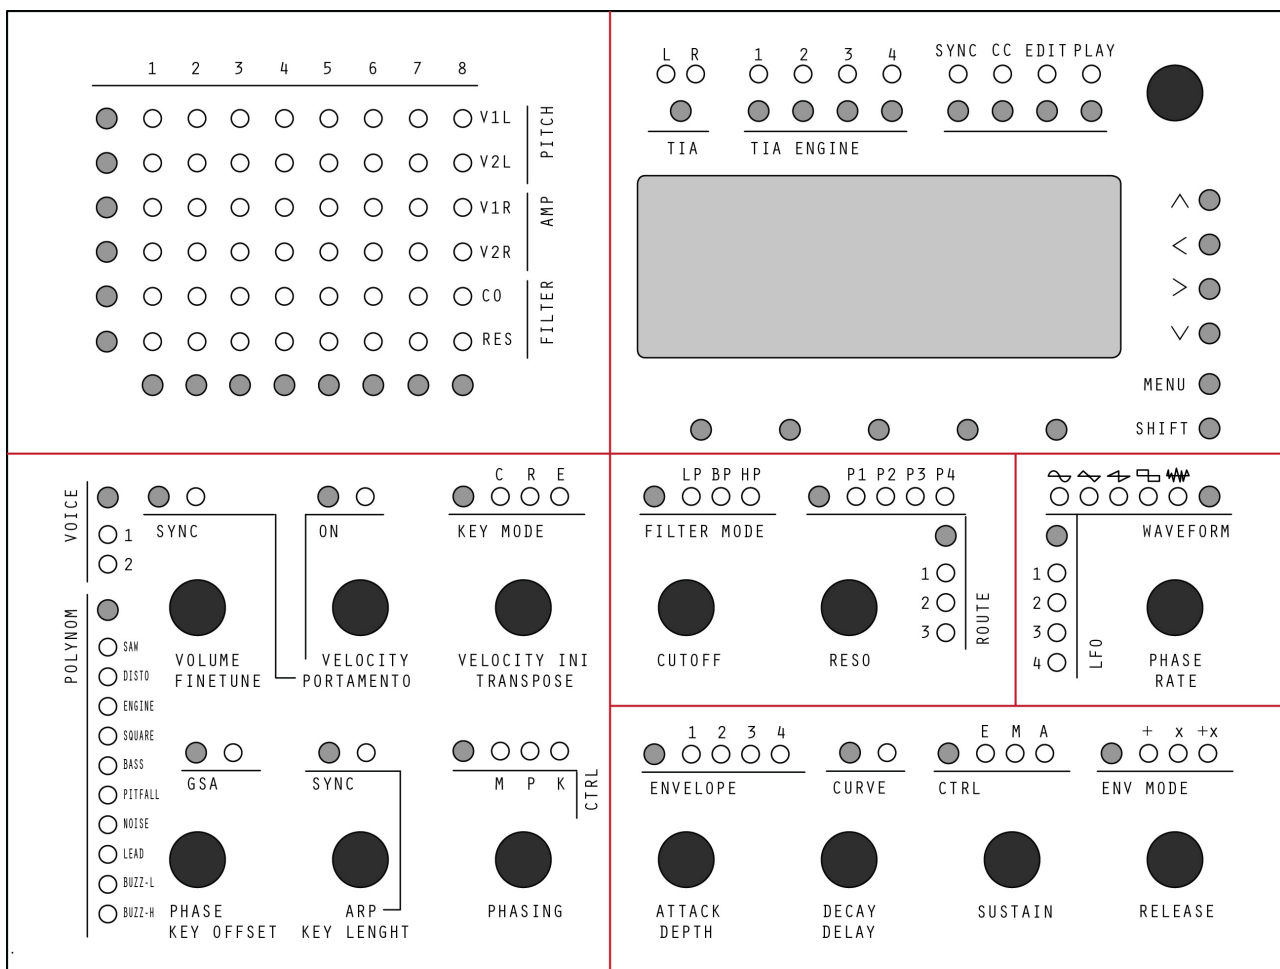 1 2 3 4 5 6 7 8
V1L
V2L
PITCH
V1R
V2R
AMP
CO
RES
FILTER
L R
TIA
1 2 3 4
TIA ENGINE
SYNC CC EDIT PLAY
MENU
SHIFT
VOICE
1
2
SYNC
ON
C R E
KEY MODE
VOLUME
FINETUNE
VELOCITY
PORTAMENTO
VELOCITY INI
TRANSPOSE
POLYNOM
SAW
DISTO
ENGINE
SQUARE
BASS
PITFALL
NOISE
LEAD
BUZZ-L
BUZZ-H
GSA
SYNC
M P K
CTRL
PHASE
KEY OFFSET
ARP
KEY LENGHT
PHASING
LP BP HP
FILTER MODE
P1 P2 P3 P4
1
2
3
ROUTE
CUTOFF
RESO
WAVEFORM
1
2
3
4
LFO
PHASE
RATE
1 2 3 4
ENVELOPE
CURVE
E M A
CTRL
+ x +x
ENV MODE
ATTACK
DEPTH
DECAY
DELAY
SUSTAIN
RELEASE